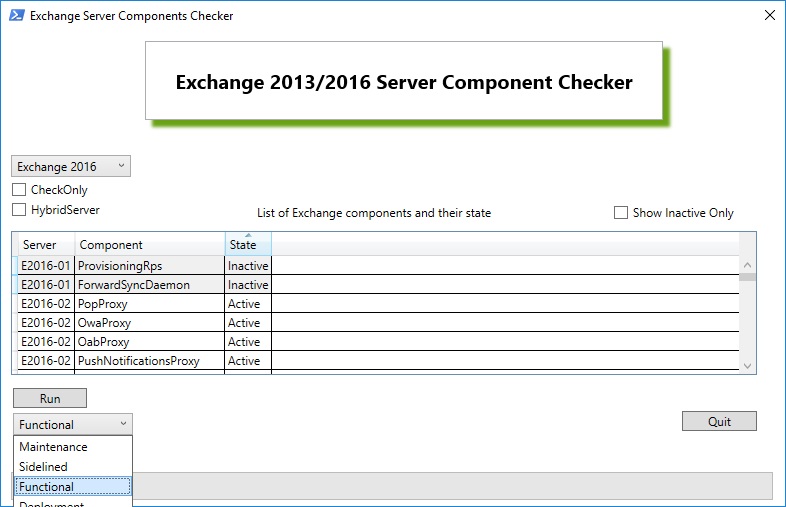 Exchange Server Components Checker
Exchange 2013/2016 Server Component Checker
Exchange 2016
CheckOnly
HybridServer
List of Exchange components and their state
Show Inactive Only
Server Component State
E2016-01 ProvisioningRps Inactive
E2016-01 ForwardSyncDaemon Inactive
E2016-02 PopProxy Active
E2016-02 OwaProxy Active
E2016-02 OabProxy Active
E2016-02 PushNotificationsProxy Active
Run
Functional
Quit
Maintenance
Sidelined
Functional
Deployment